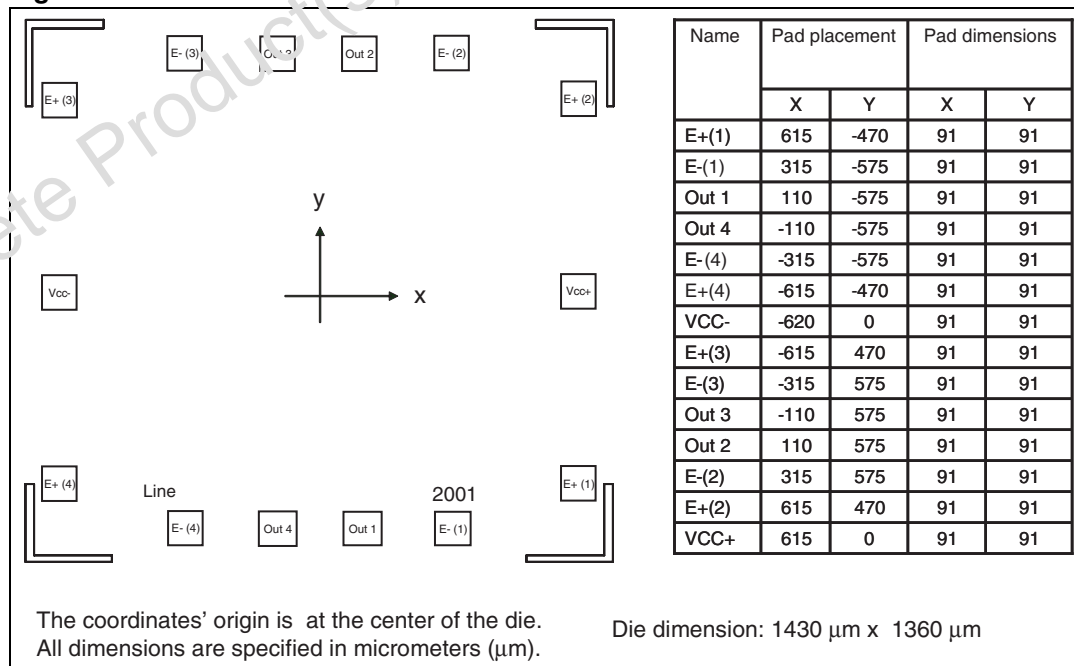 E- (3) Out 3 Out 2 E- (2)
E+ (3) E+ (2)
y
x
Vcc- Vcc+
E+ (4) E+ (1)
Line 2001
E- (4) Out 4 Out 1 E- (1)
Name Pad placement Pad dimensions
X Y X Y
E+(1) 615 -470 91 91
E-(1) 315 -575 91 91
Out 1 110 -575 91 91
Out 4 -110 -575 91 91
E-(4) -315 -575 91 91
E+(4) -615 -470 91 91
VCC- -620 0 91 91
E+(3) -615 470 91 91
E-(3) -315 575 91 91
Out 3 -110 575 91 91
Out 2 110 575 91 91
E-(2) 315 575 91 91
E+(2) 615 470 91 91
VCC+ 615 0 91 91
The coordinates' origin is at the center of the die.
All dimensions are specified in micrometers (μm).
Die dimension: 1430 μm x 1360 μm